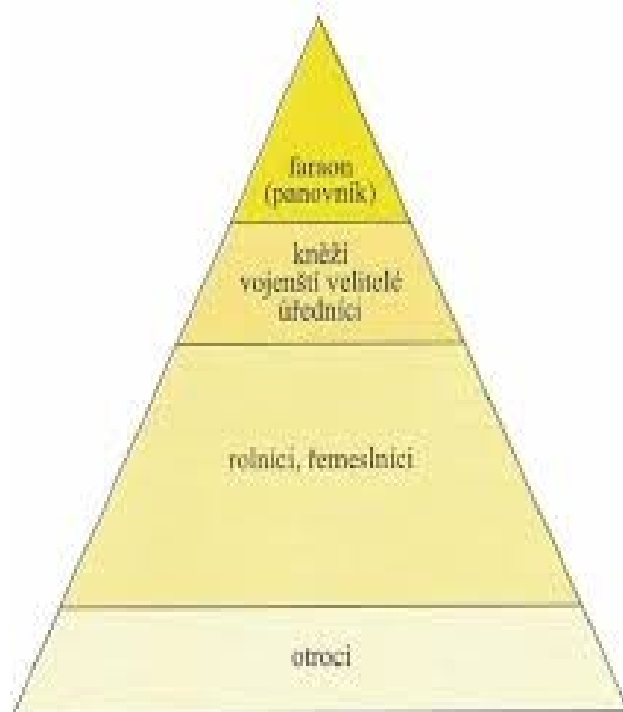 faraon
(panovník)
kněží
vojenští velitelé
úředníci
rolníci, řemeslníci
otroci